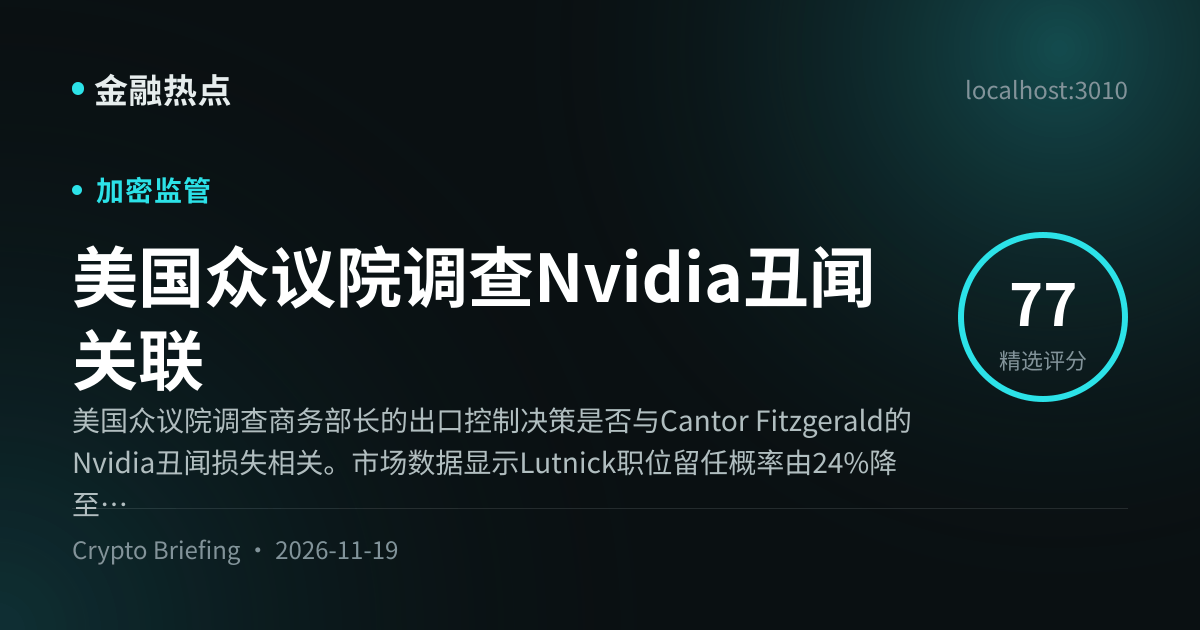 金融热点
localhost:3010
加密监管
美国众议院调查Nvidia丑闻
关联
77
精选评分
美国众议院调查商务部长的出口控制决策是否与Cantor Fitzgerald的
Nvidia丑闻损失相关。市场数据显示Lutnick职位留任概率由24%降
至…
Crypto Briefing · 2026-11-19